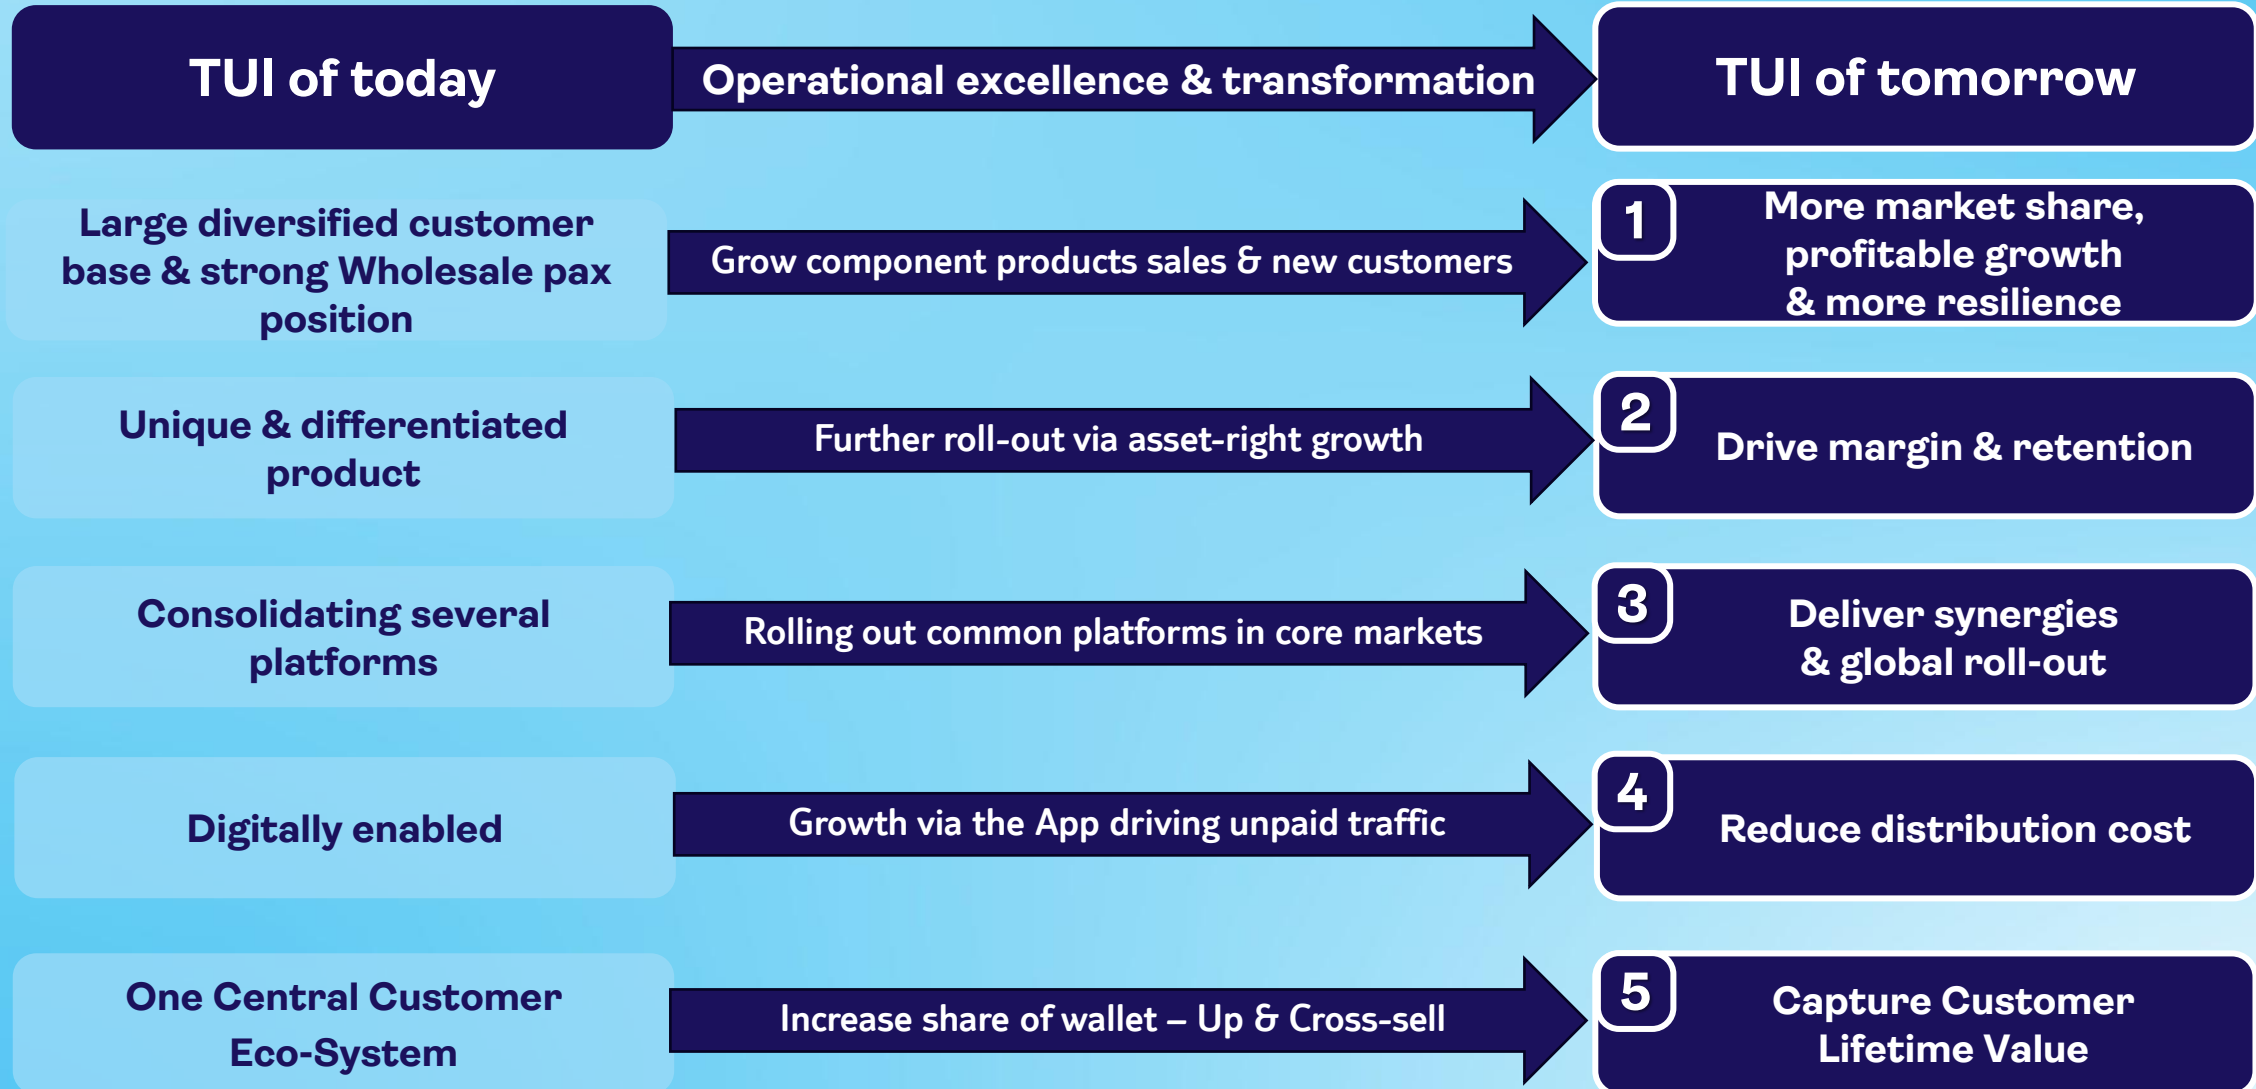 TUI of today
Operational excellence & transformation
TUI of tomorrow
Large diversified customer
base & strong Wholesale pax
position
Grow component products sales & new customers
1
More market share,
profitable growth
& more resilience
Unique & differentiated
product
Further roll-out via asset-right growth
2
Drive margin & retention
Consolidating several
platforms
Rolling out common platforms in core markets
3
Deliver synergies
& global roll-out
Digitally enabled
Growth via the App driving unpaid traffic
4
Reduce distribution cost
One Central Customer
Eco-System
Increase share of wallet – Up & Cross-sell
5
Capture Customer
Lifetime Value